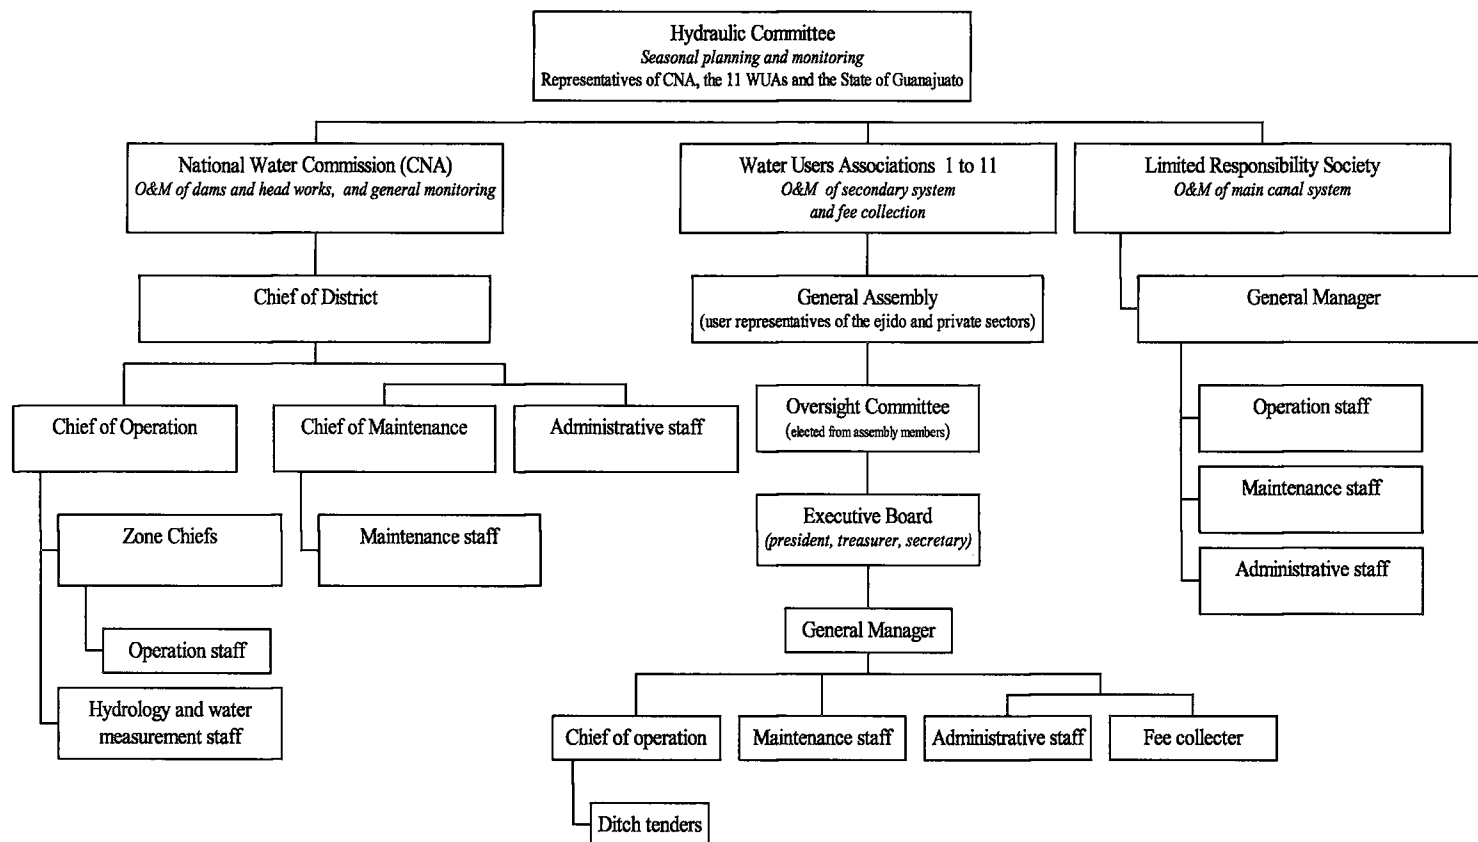 Hydraulic Committee
Seasonal planning and monitoring
Representatives of CNA, the 11 WUAs and the State of Guanajuato
National Water Commission (CNA)
O&M of dams and head works, and general monitoring
Water Users Associations 1 to 11
O&M of secondary system
and fee collection
Limited Responsibility Society
O&M of main canal system
Chief of District
General Assembly
(user representatives of the ejido and private sectors)
General Manager
Chief of Operation
Chief of Maintenance
Administrative staff
Oversight Committee
(elected from assembly members)
Operation staff
Maintenance staff
Administrative staff
Zone Chiefs
Maintenance staff
Executive Board
(president, treasurer, secretary)
Operation staff
General Manager
Hydrology and water
measurement staff
Chief of operation
Maintenance staff
Administrative staff
Fee collecter
Ditch tenders